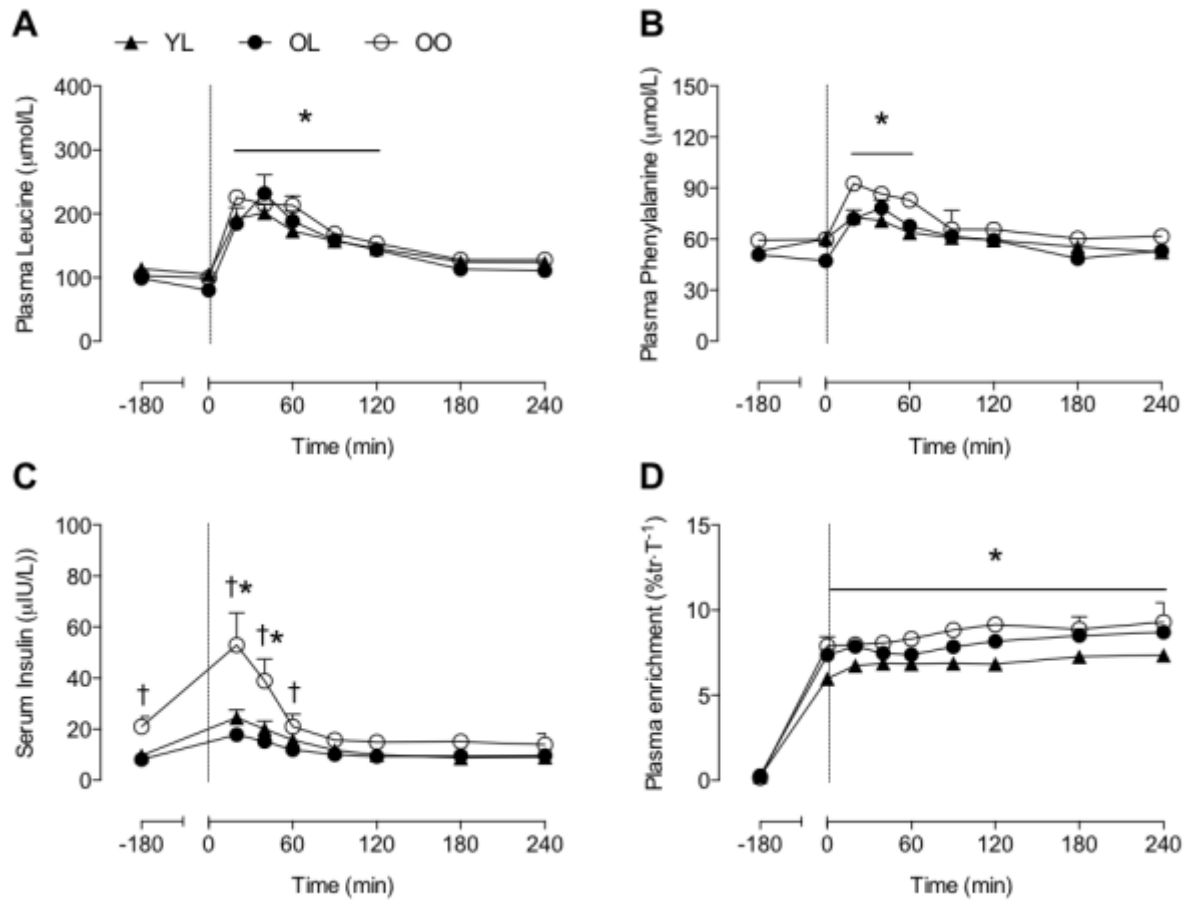 A
YL OL OO
Plasma Leucine (μmol/L)
400
300
200
100
0
*
-180 0 60 120 180 240
Time (min)
B
Plasma Phenylalanine (μmol/L)
150
120
90
60
30
0
*
-180 0 60 120 180 240
Time (min)
C
Serum Insulin (μIU/L))
100
80
60
40
20
0
†
†*
†*
†
-180 0 60 120 180 240
Time (min)
D
Plasma enrichment (%tr·T⁻¹)
15
10
5
0
*
-180 0 60 120 180 240
Time (min)